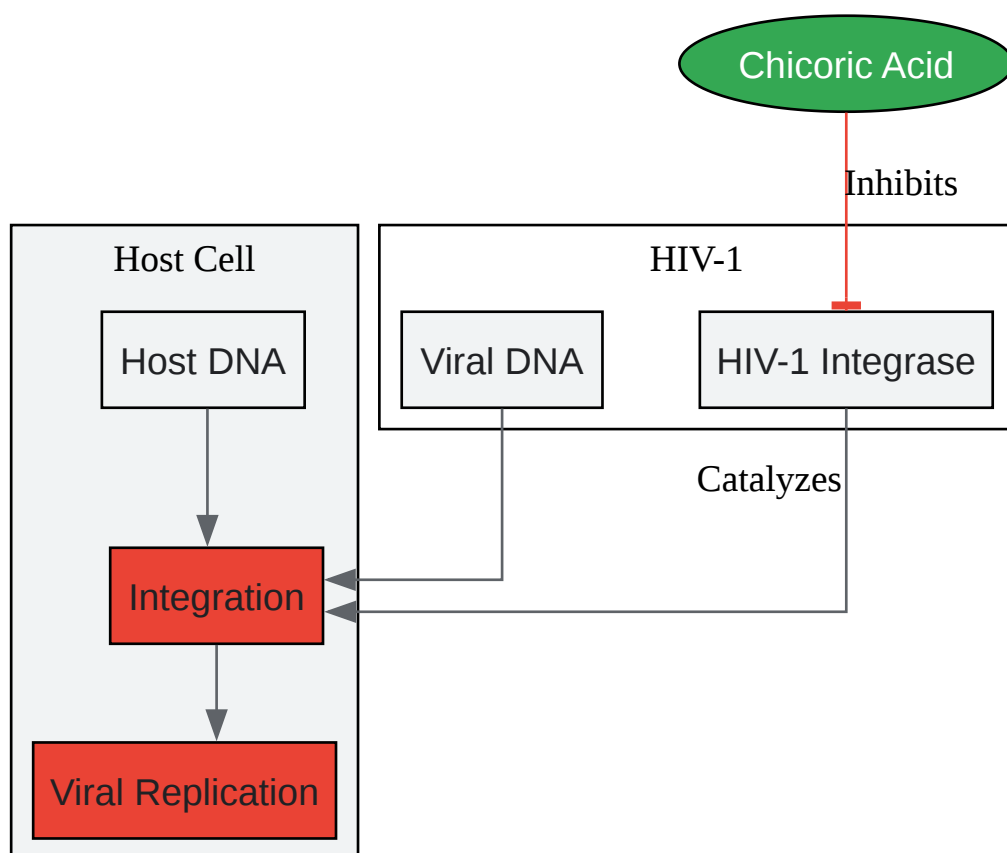 Chicoric Acid
Inhibits
Host Cell
HIV-1
Host DNA
Viral DNA
HIV-1 Integrase
Catalyzes
Integration
Viral Replication